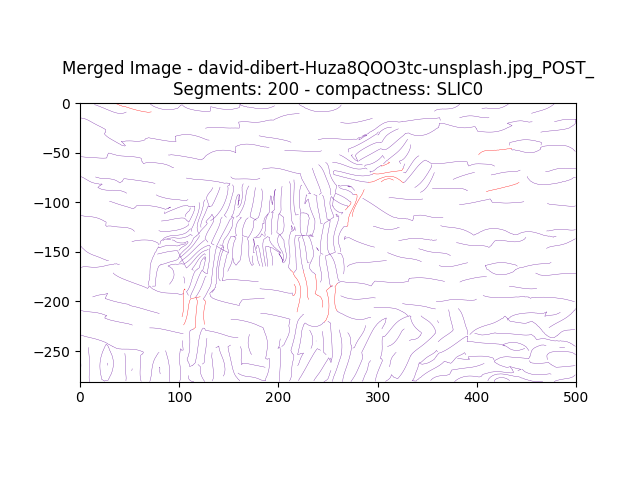 Merged Image - david-dibert-Huza8QOO3tc-unsplash.jpg_POST_
Segments: 200 - compactness: SLIC0
0
−50
−100
−150
−200
−250
0 100 200 300 400 500